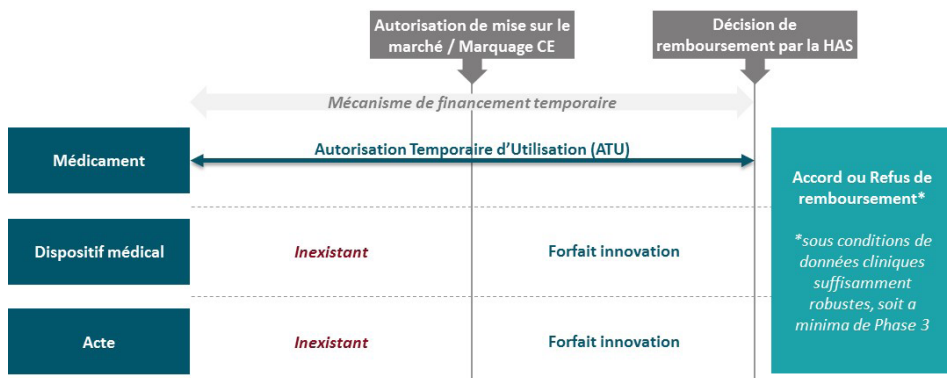 Autorisation de mise sur le
marché / Marquage CE
Décision de
remboursement par la HAS
Mécanisme de financement temporaire
Médicament
Autorisation Temporaire d'Utilisation (ATU)
Accord ou Refus de
remboursement*
*sous conditions de
données cliniques
suffisamment
robustes, soit a
minima de Phase 3
Dispositif médical
Inexistant
Forfait innovation
Acte
Inexistant
Forfait innovation